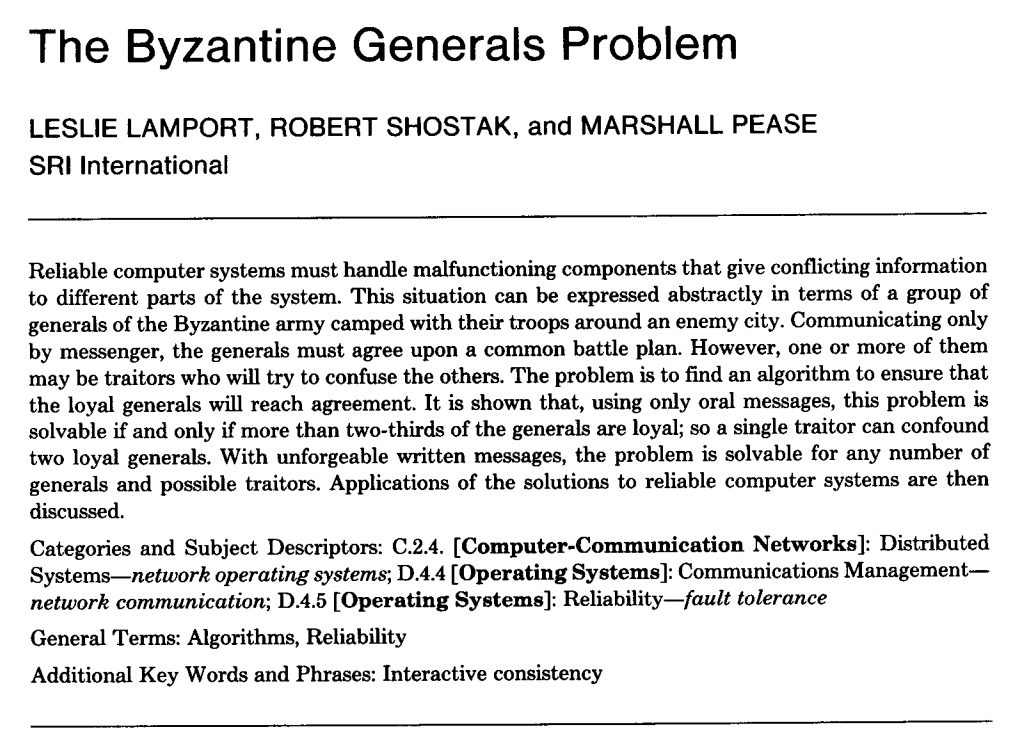 The Byzantine Generals Problem
LESLIE LAMPORT, ROBERT SHOSTAK, and MARSHALL PEASE
SRI International
Reliable computer systems must handle malfunctioning components that give conflicting information
to different parts of the system. This situation can be expressed abstractly in terms of a group of
generals of the Byzantine army camped with their troops around an enemy city. Communicating only
by messenger, the generals must agree upon a common battle plan. However, one or more of them
may be traitors who will try to confuse the others. The problem is to find an algorithm to ensure that
the loyal generals will reach agreement. It is shown that, using only oral messages, this problem is
solvable if and only if more than two-thirds of the generals are loyal; so a single traitor can confound
two loyal generals. With unforgeable written messages, the problem is solvable for any number of
generals and possible traitors. Applications of the solutions to reliable computer systems are then
discussed.
Categories and Subject Descriptors: C.2.4. [Computer-Communication Networks]: Distributed
Systems—network operating systems; D.4.4 [Operating Systems]: Communications Management—
network communication; D.4.5 [Operating Systems]: Reliability—fault tolerance
General Terms: Algorithms, Reliability
Additional Key Words and Phrases: Interactive consistency